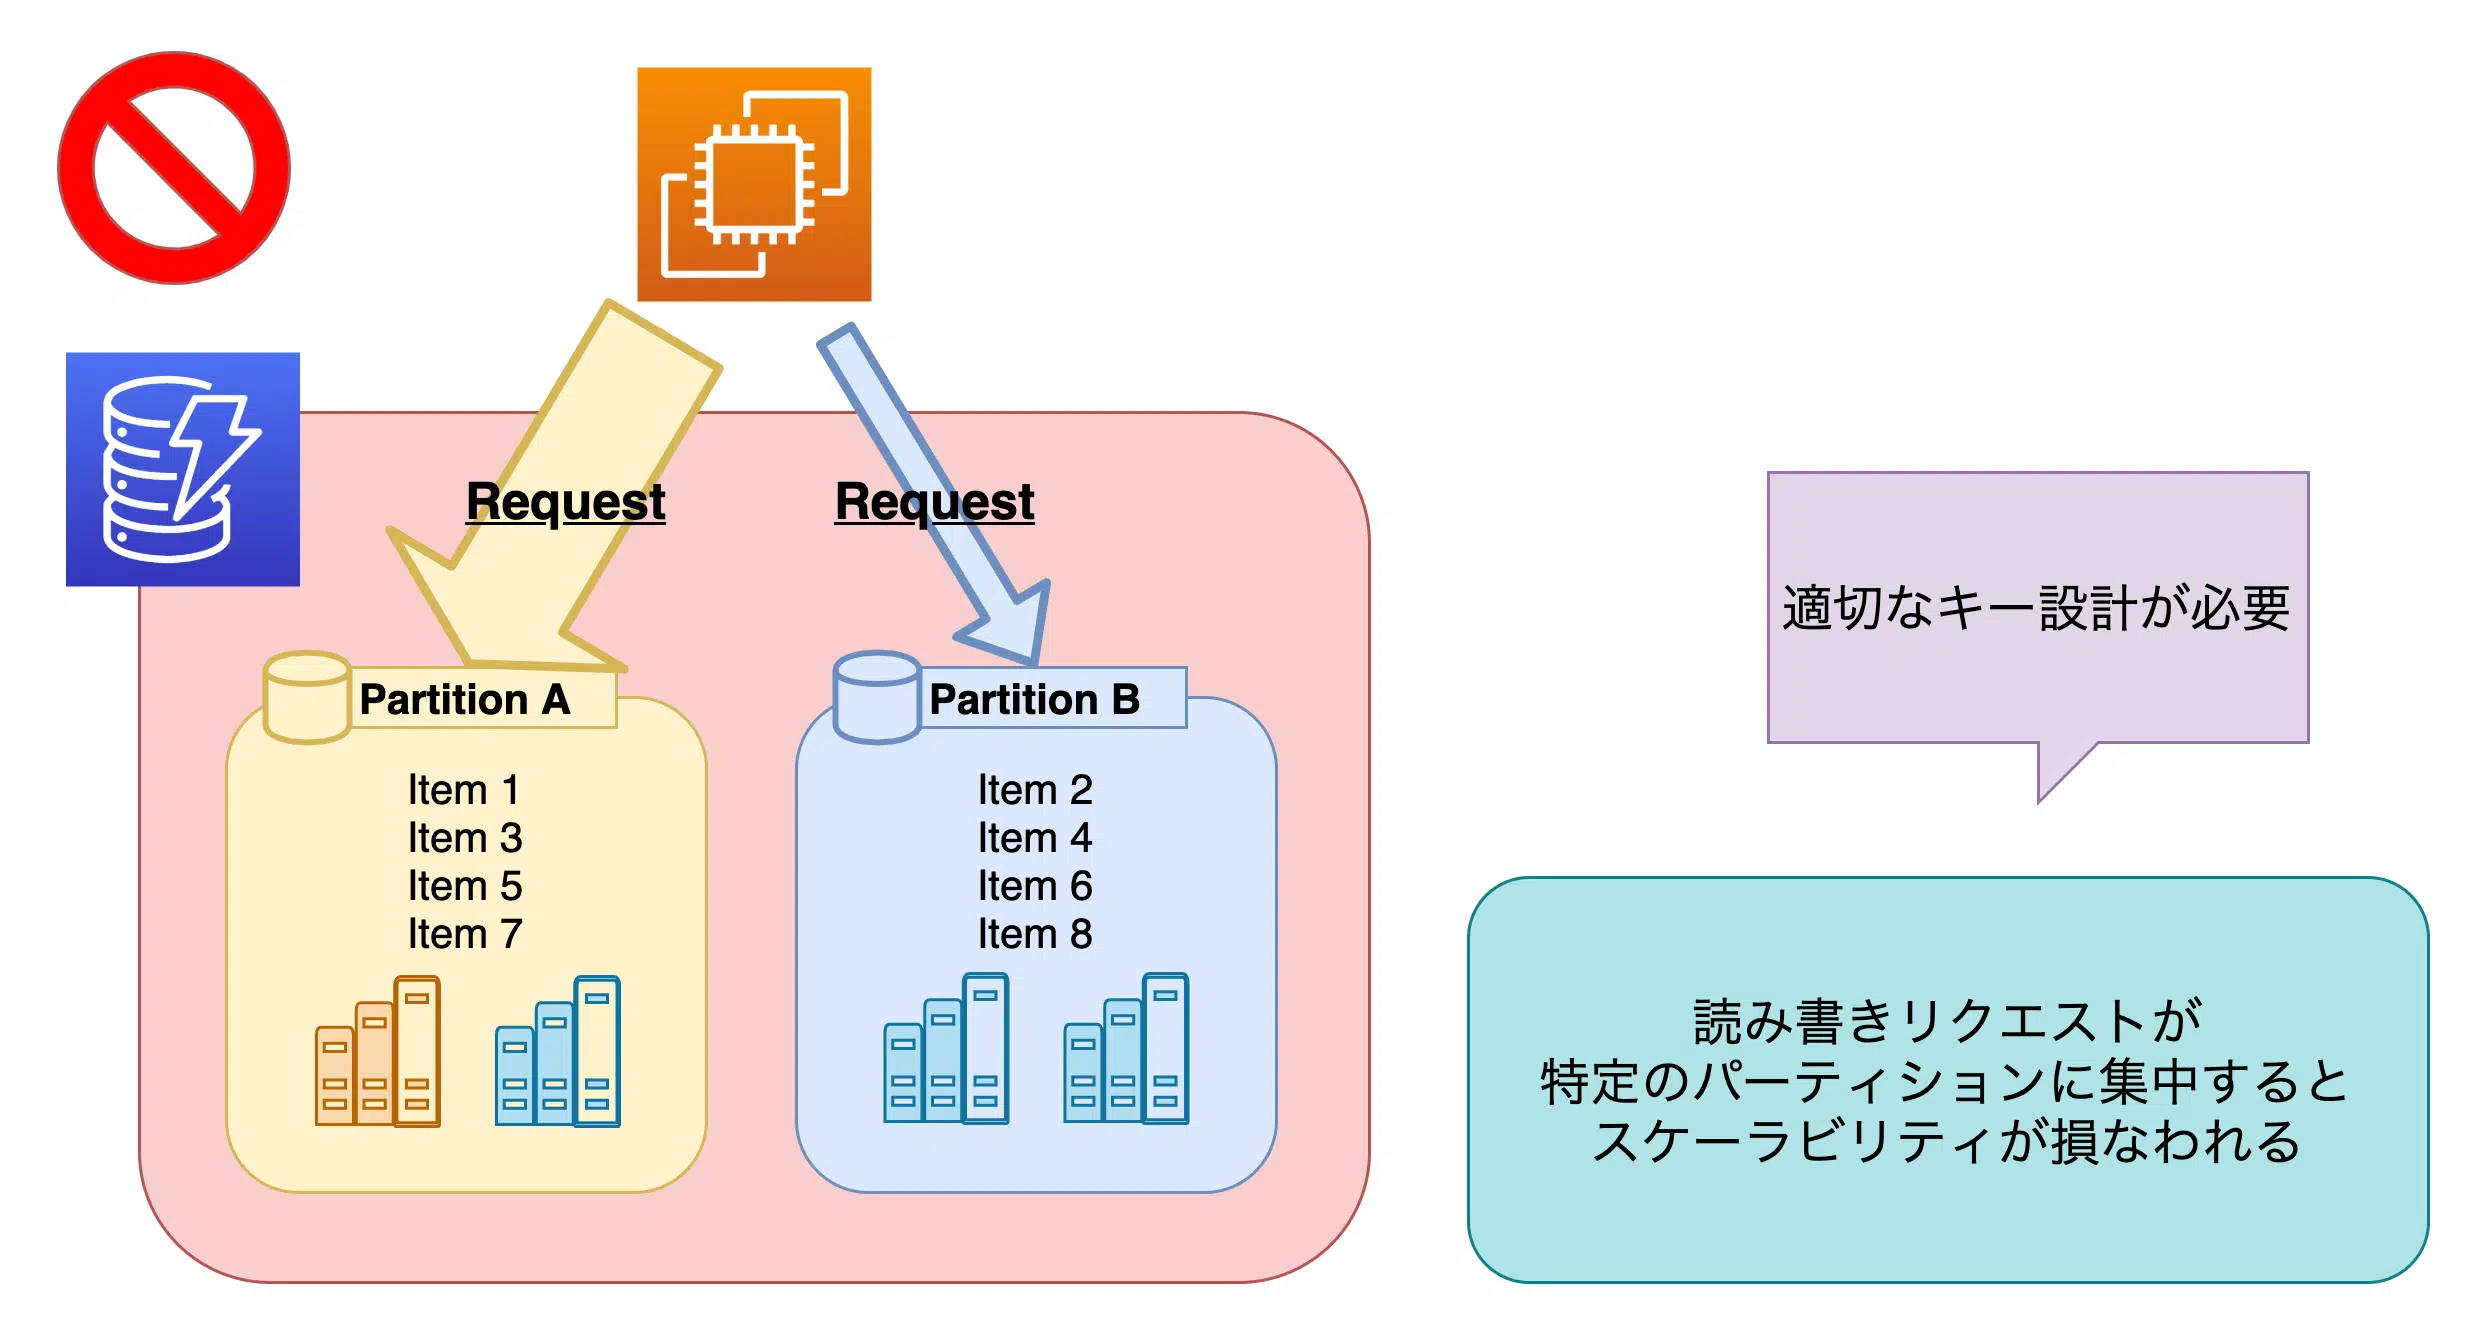 Request
Request
Partition A
Item 1
Item 3
Item 5
Item 7
Partition B
Item 2
Item 4
Item 6
Item 8
適切なキー設計が必要
読み書きリクエストが
特定のパーティションに集中すると
スケーラビリティが損なわれる